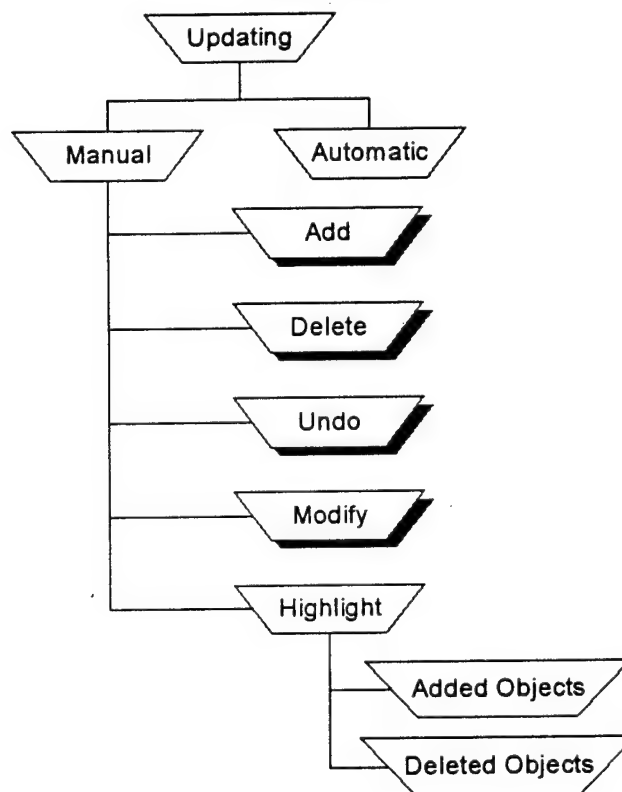 Updating
Manual
Automatic
Add
Delete
Undo
Modify
Highlight
Added Objects
Deleted Objects